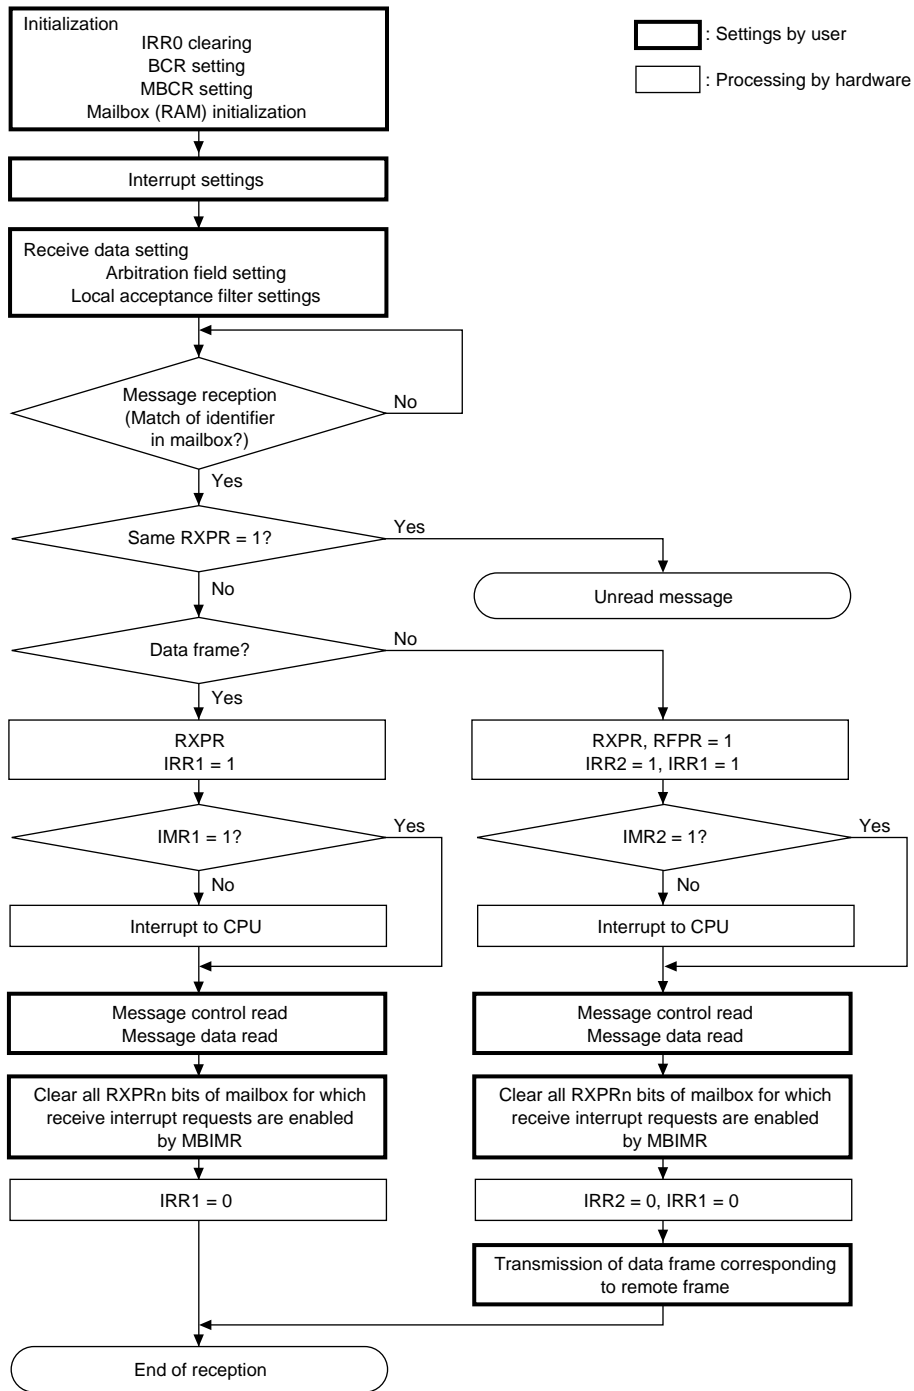 Initialization
IRR0 clearing
BCR setting
MBCR setting
Mailbox (RAM) initialization
: Settings by user
: Processing by hardware
Interrupt settings
Receive data setting
Arbitration field setting
Local acceptance filter settings
Message reception
(Match of identifier
in mailbox?)
No
Yes
Same RXPR = 1?
Yes
No
Unread message
Data frame?
No
Yes
RXPR
IRR1 = 1
RXPR, RFPR = 1
IRR2 = 1, IRR1 = 1
IMR1 = 1?
Yes
No
IMR2 = 1?
Yes
No
Interrupt to CPU
Interrupt to CPU
Message control read
Message data read
Message control read
Message data read
Clear all RXPRn bits of mailbox for which
receive interrupt requests are enabled
by MBIMR
Clear all RXPRn bits of mailbox for which
receive interrupt requests are enabled
by MBIMR
IRR1 = 0
IRR2 = 0, IRR1 = 0
Transmission of data frame corresponding
to remote frame
End of reception